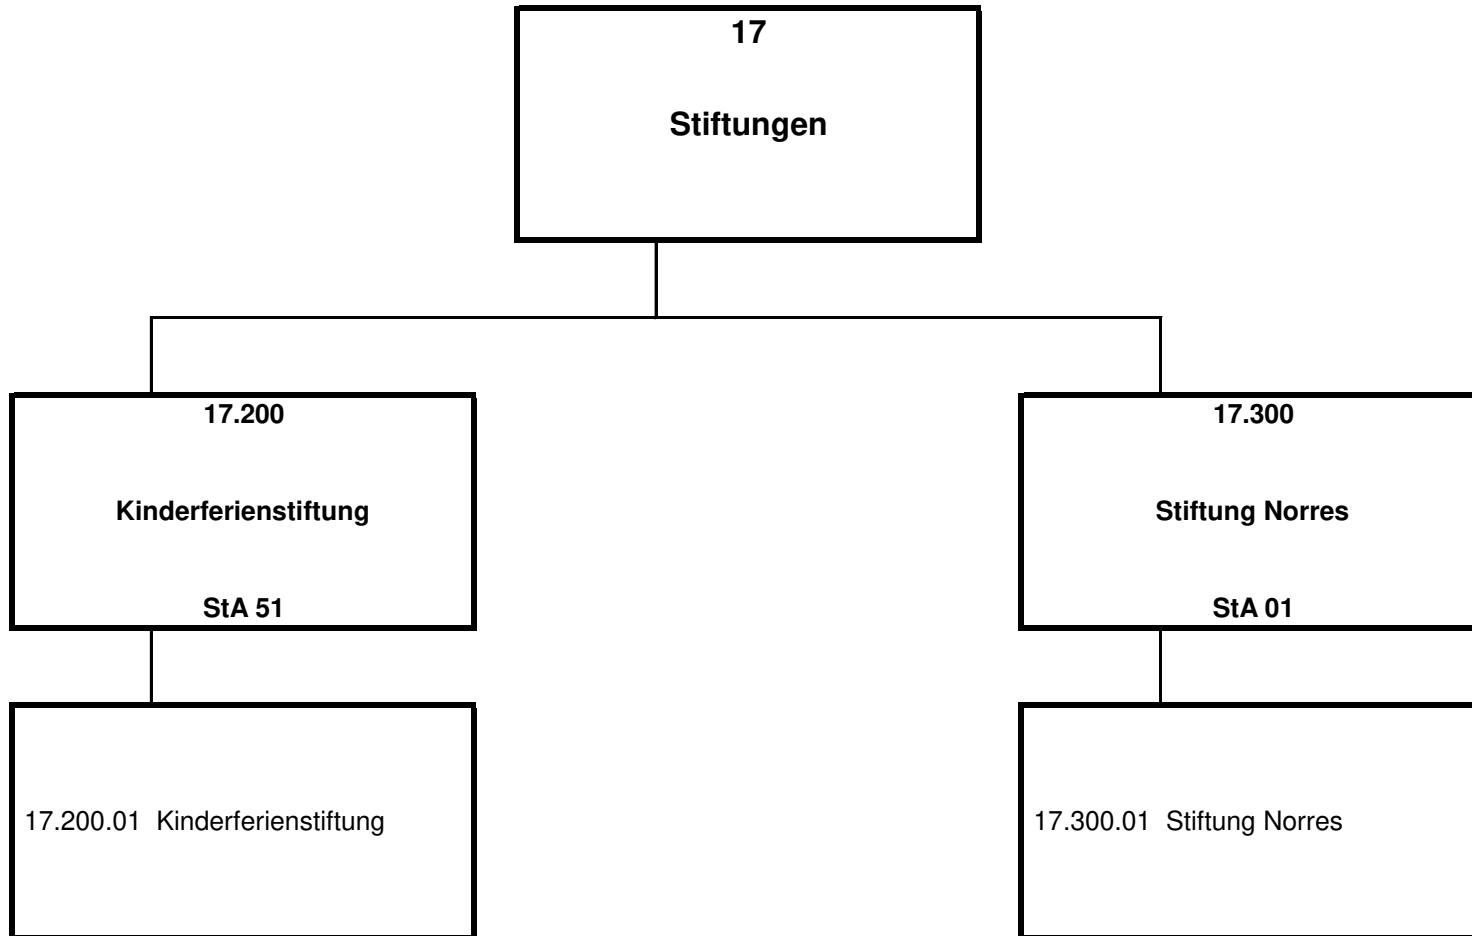 17
Stiftungen
17.200
Kinderferienstiftung
StA 51
17.300
Stiftung Norres
StA 01
17.200.01 Kinderferienstiftung
17.300.01 Stiftung Norres